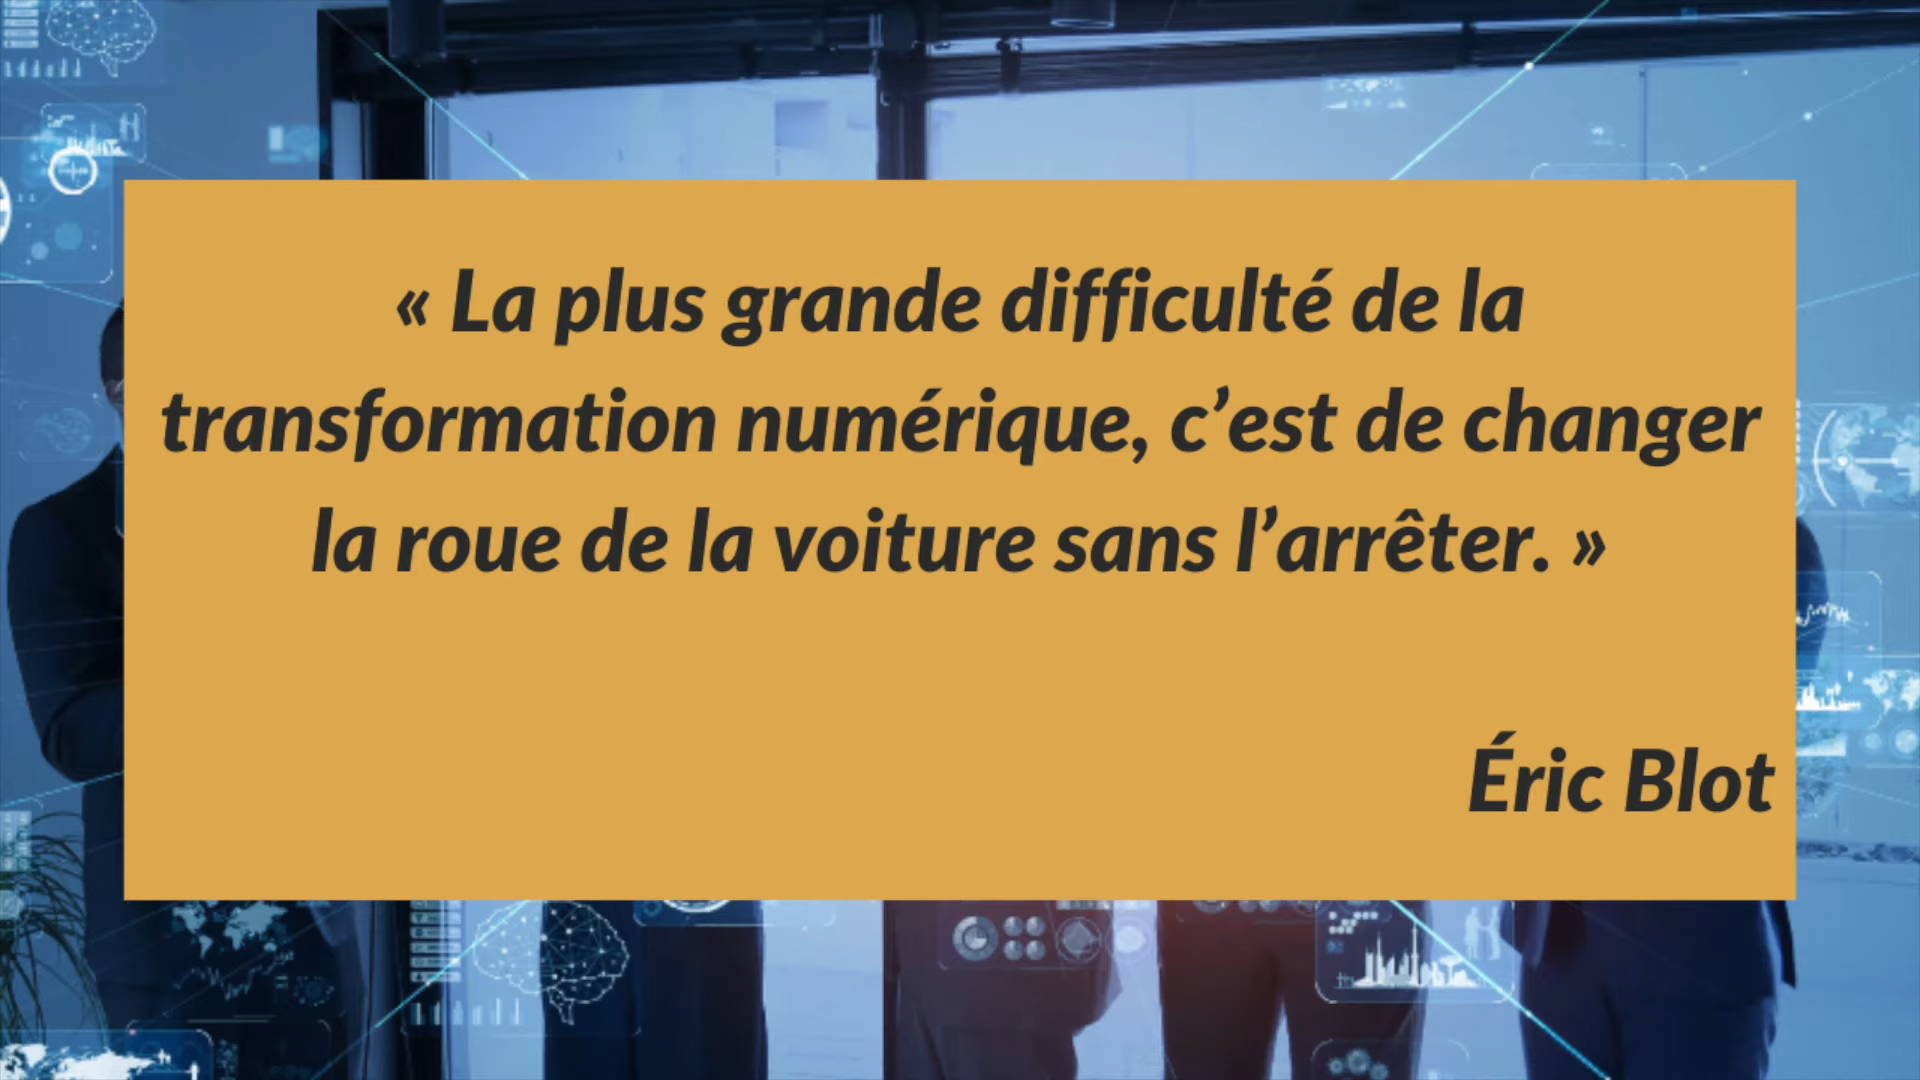 « La plus grande difficulté de la
transformation numérique, c’est de changer
la roue de la voiture sans l’arrêter. »
Éric Blot